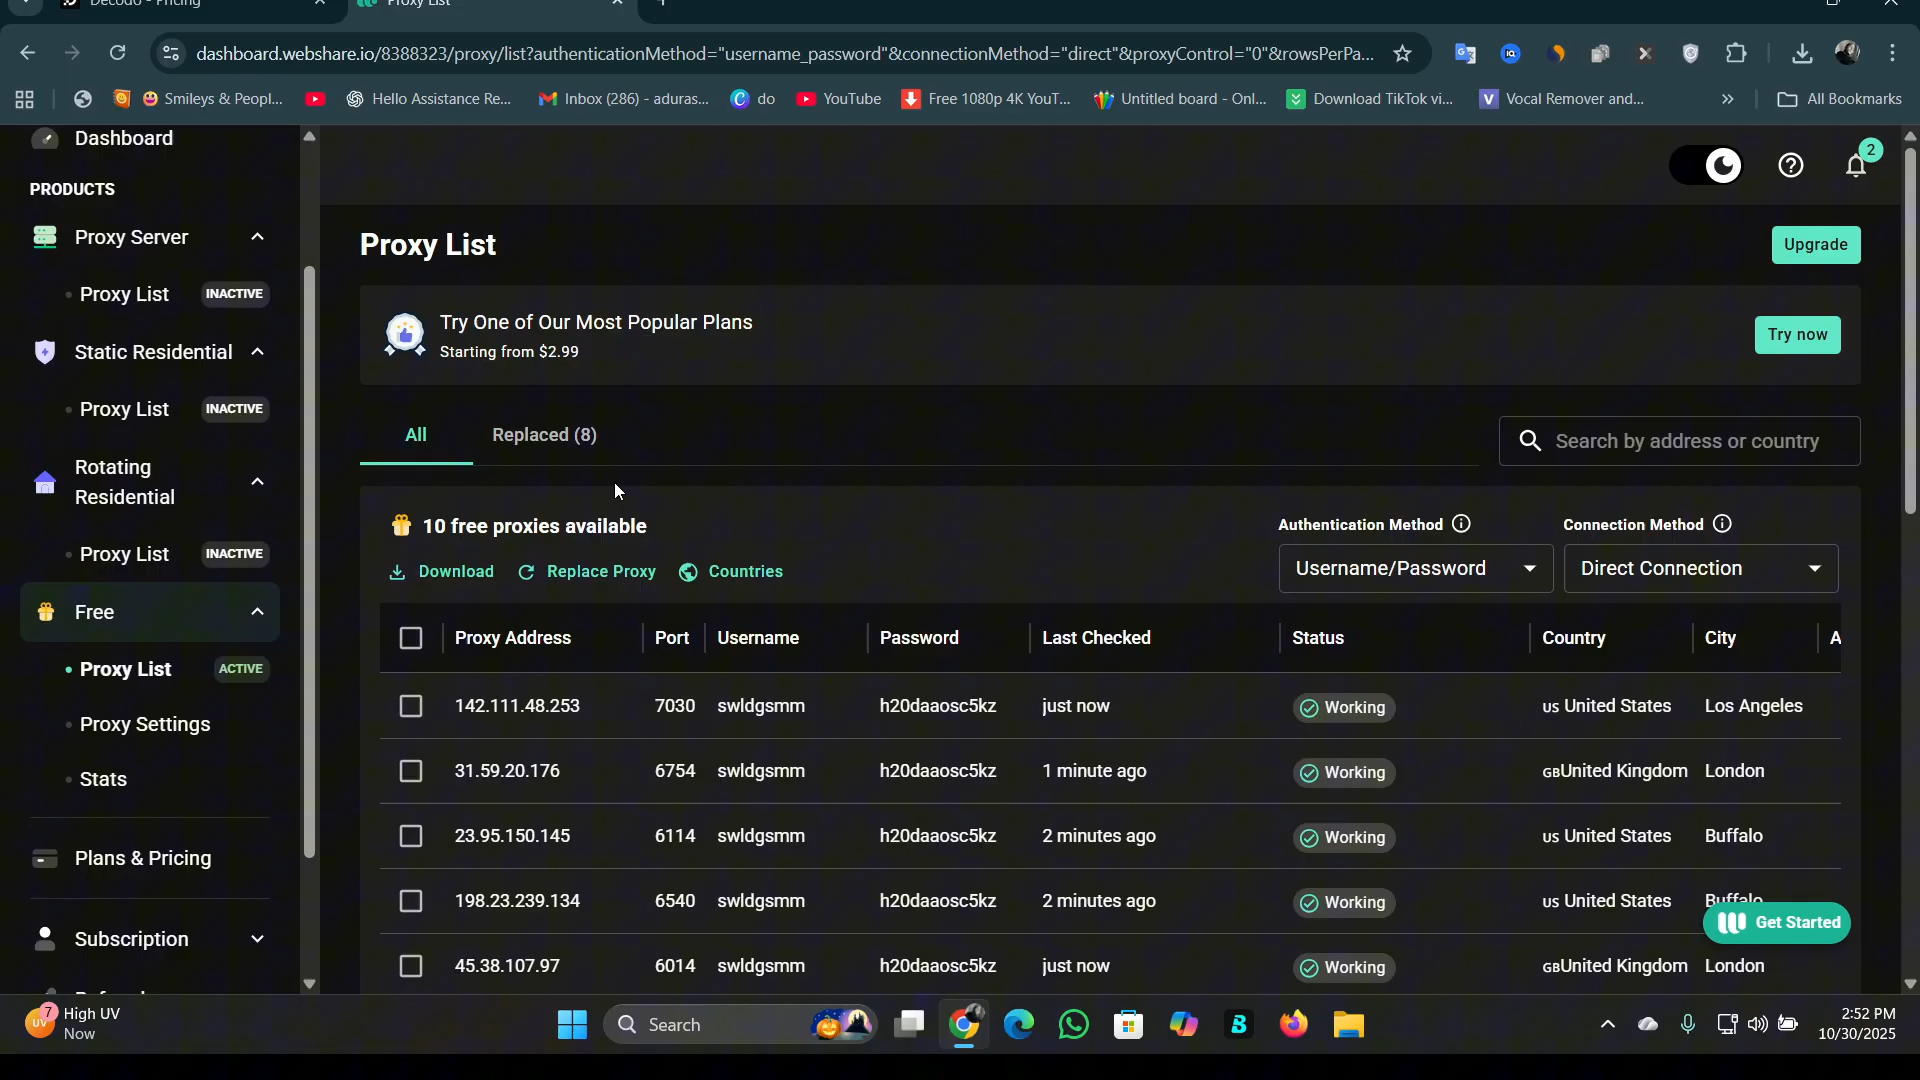 Decodo - Pricing
Proxy List
dashboard.webshare.io/8388323/proxy/list?authenticationMethod="username_password"&connectionMethod="direct"&proxyControl="0"&rowsPerPa...
Smileys & Peopl...
Hello Assistance Re...
Inbox (286) - aduras...
do
YouTube
Free 1080p 4K YouT...
Untitled board - Onl...
Download TikTok vi...
Vocal Remover and...
»
All Bookmarks
Dashboard
PRODUCTS
Proxy Server
Proxy List INACTIVE
Static Residential
Proxy List INACTIVE
Rotating
Residential
Proxy List INACTIVE
Free
Proxy List ACTIVE
Proxy Settings
Stats
Plans & Pricing
Subscription
2
Proxy List
Upgrade
Try One of Our Most Popular Plans
Starting from $2.99
Try now
All Replaced (8)
Search by address or country
10 free proxies available
Authentication Method
Connection Method
Download Replace Proxy Countries
Username/Password
Direct Connection
Proxy Address Port Username Password Last Checked Status Country City A
142.111.48.253 7030 swldgsmm h20daaosc5kz just now Working US United States Los Angeles
31.59.20.176 6754 swldgsmm h20daaosc5kz 1 minute ago Working GB United Kingdom London
23.95.150.145 6114 swldgsmm h20daaosc5kz 2 minutes ago Working US United States Buffalo
198.23.239.134 6540 swldgsmm h20daaosc5kz 2 minutes ago Working US United States Buffalo
Get Started
45.38.107.97 6014 swldgsmm h20daaosc5kz just now Working GB United Kingdom London
7
UV
High UV
Now
Search
2:52 PM
10/30/2025